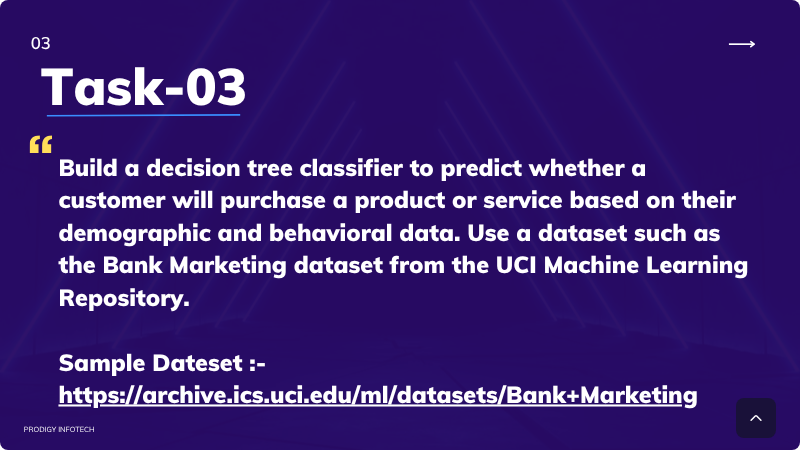 03
Task-03
“
Build a decision tree classifier to predict whether a
customer will purchase a product or service based on their
demographic and behavioral data. Use a dataset such as
the Bank Marketing dataset from the UCI Machine Learning
Repository.
Sample Dateset :-
https://archive.ics.uci.edu/ml/datasets/Bank+Marketing
PRODIGY INFOTECH